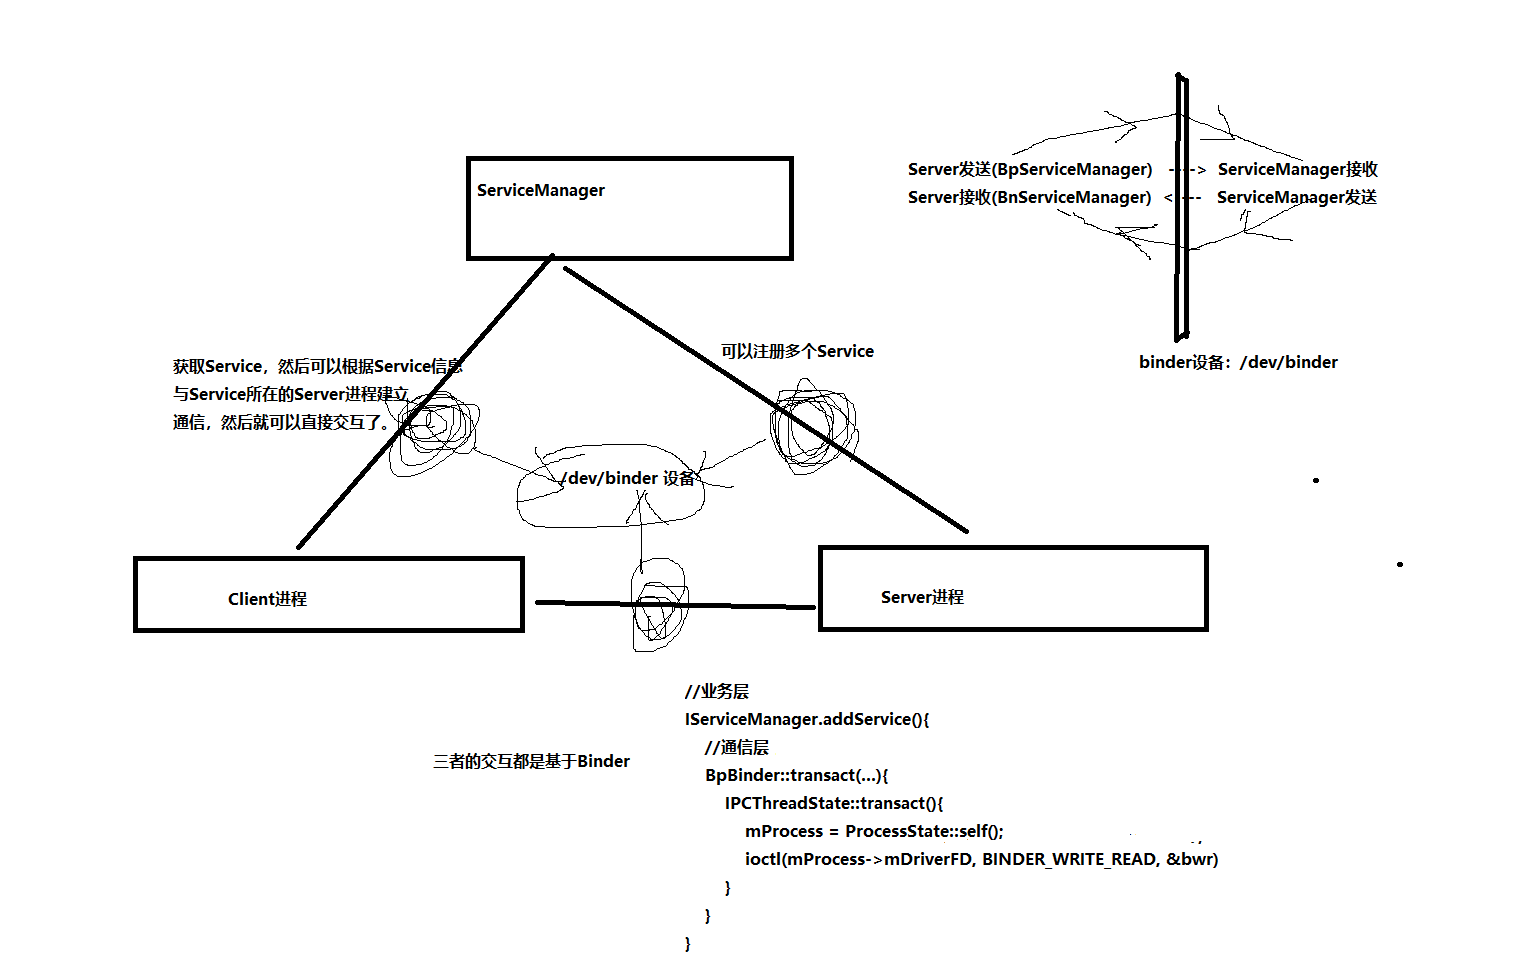 ServiceManager
Server发送(BpServiceManager) ----> ServiceManager接收
Server接收(BnServiceManager) <---- ServiceManager发送
binder设备：/dev/binder
获取Service，然后可以根据Service信息
与Service所在的Server进程建立
通信，然后就可以直接交互了。
可以注册多个Service
/dev/binder 设备
Client进程
Server进程
三者的交互都是基于Binder
//业务层
IServiceManager.addService(){
//通信层
BpBinder::transact(...){
IPCThreadState::transact(){
mProcess = ProcessState::self();
ioctl(mProcess->mDriverFD, BINDER_WRITE_READ, &bwr)
}
}
}